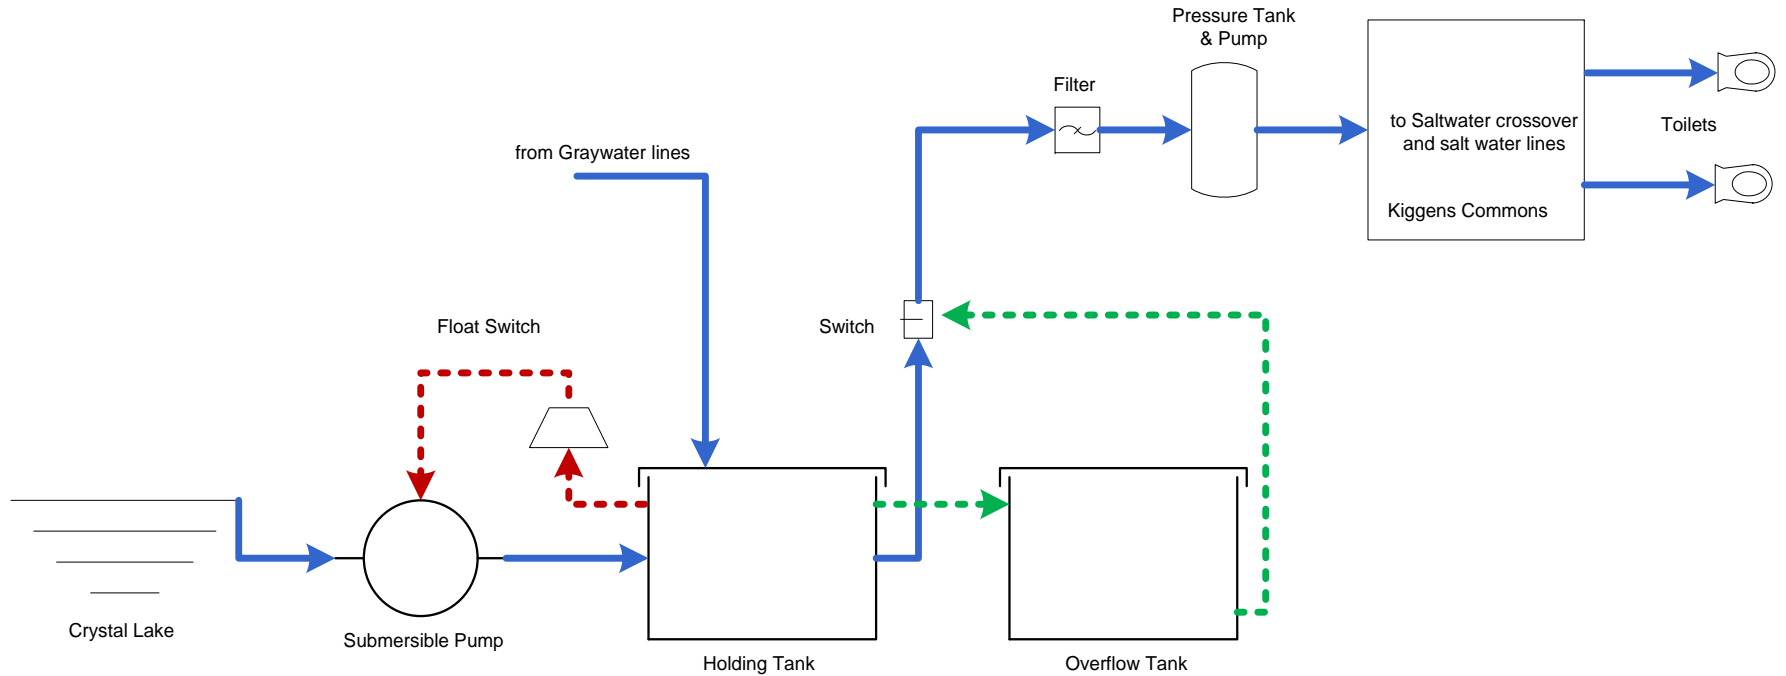 Pressure Tank
& Pump
Filter
to Saltwater crossover
and salt water lines
Toilets
from Graywater lines
Kiggens Commons
Float Switch
Switch
Crystal Lake
Submersible Pump
Holding Tank
Overflow Tank